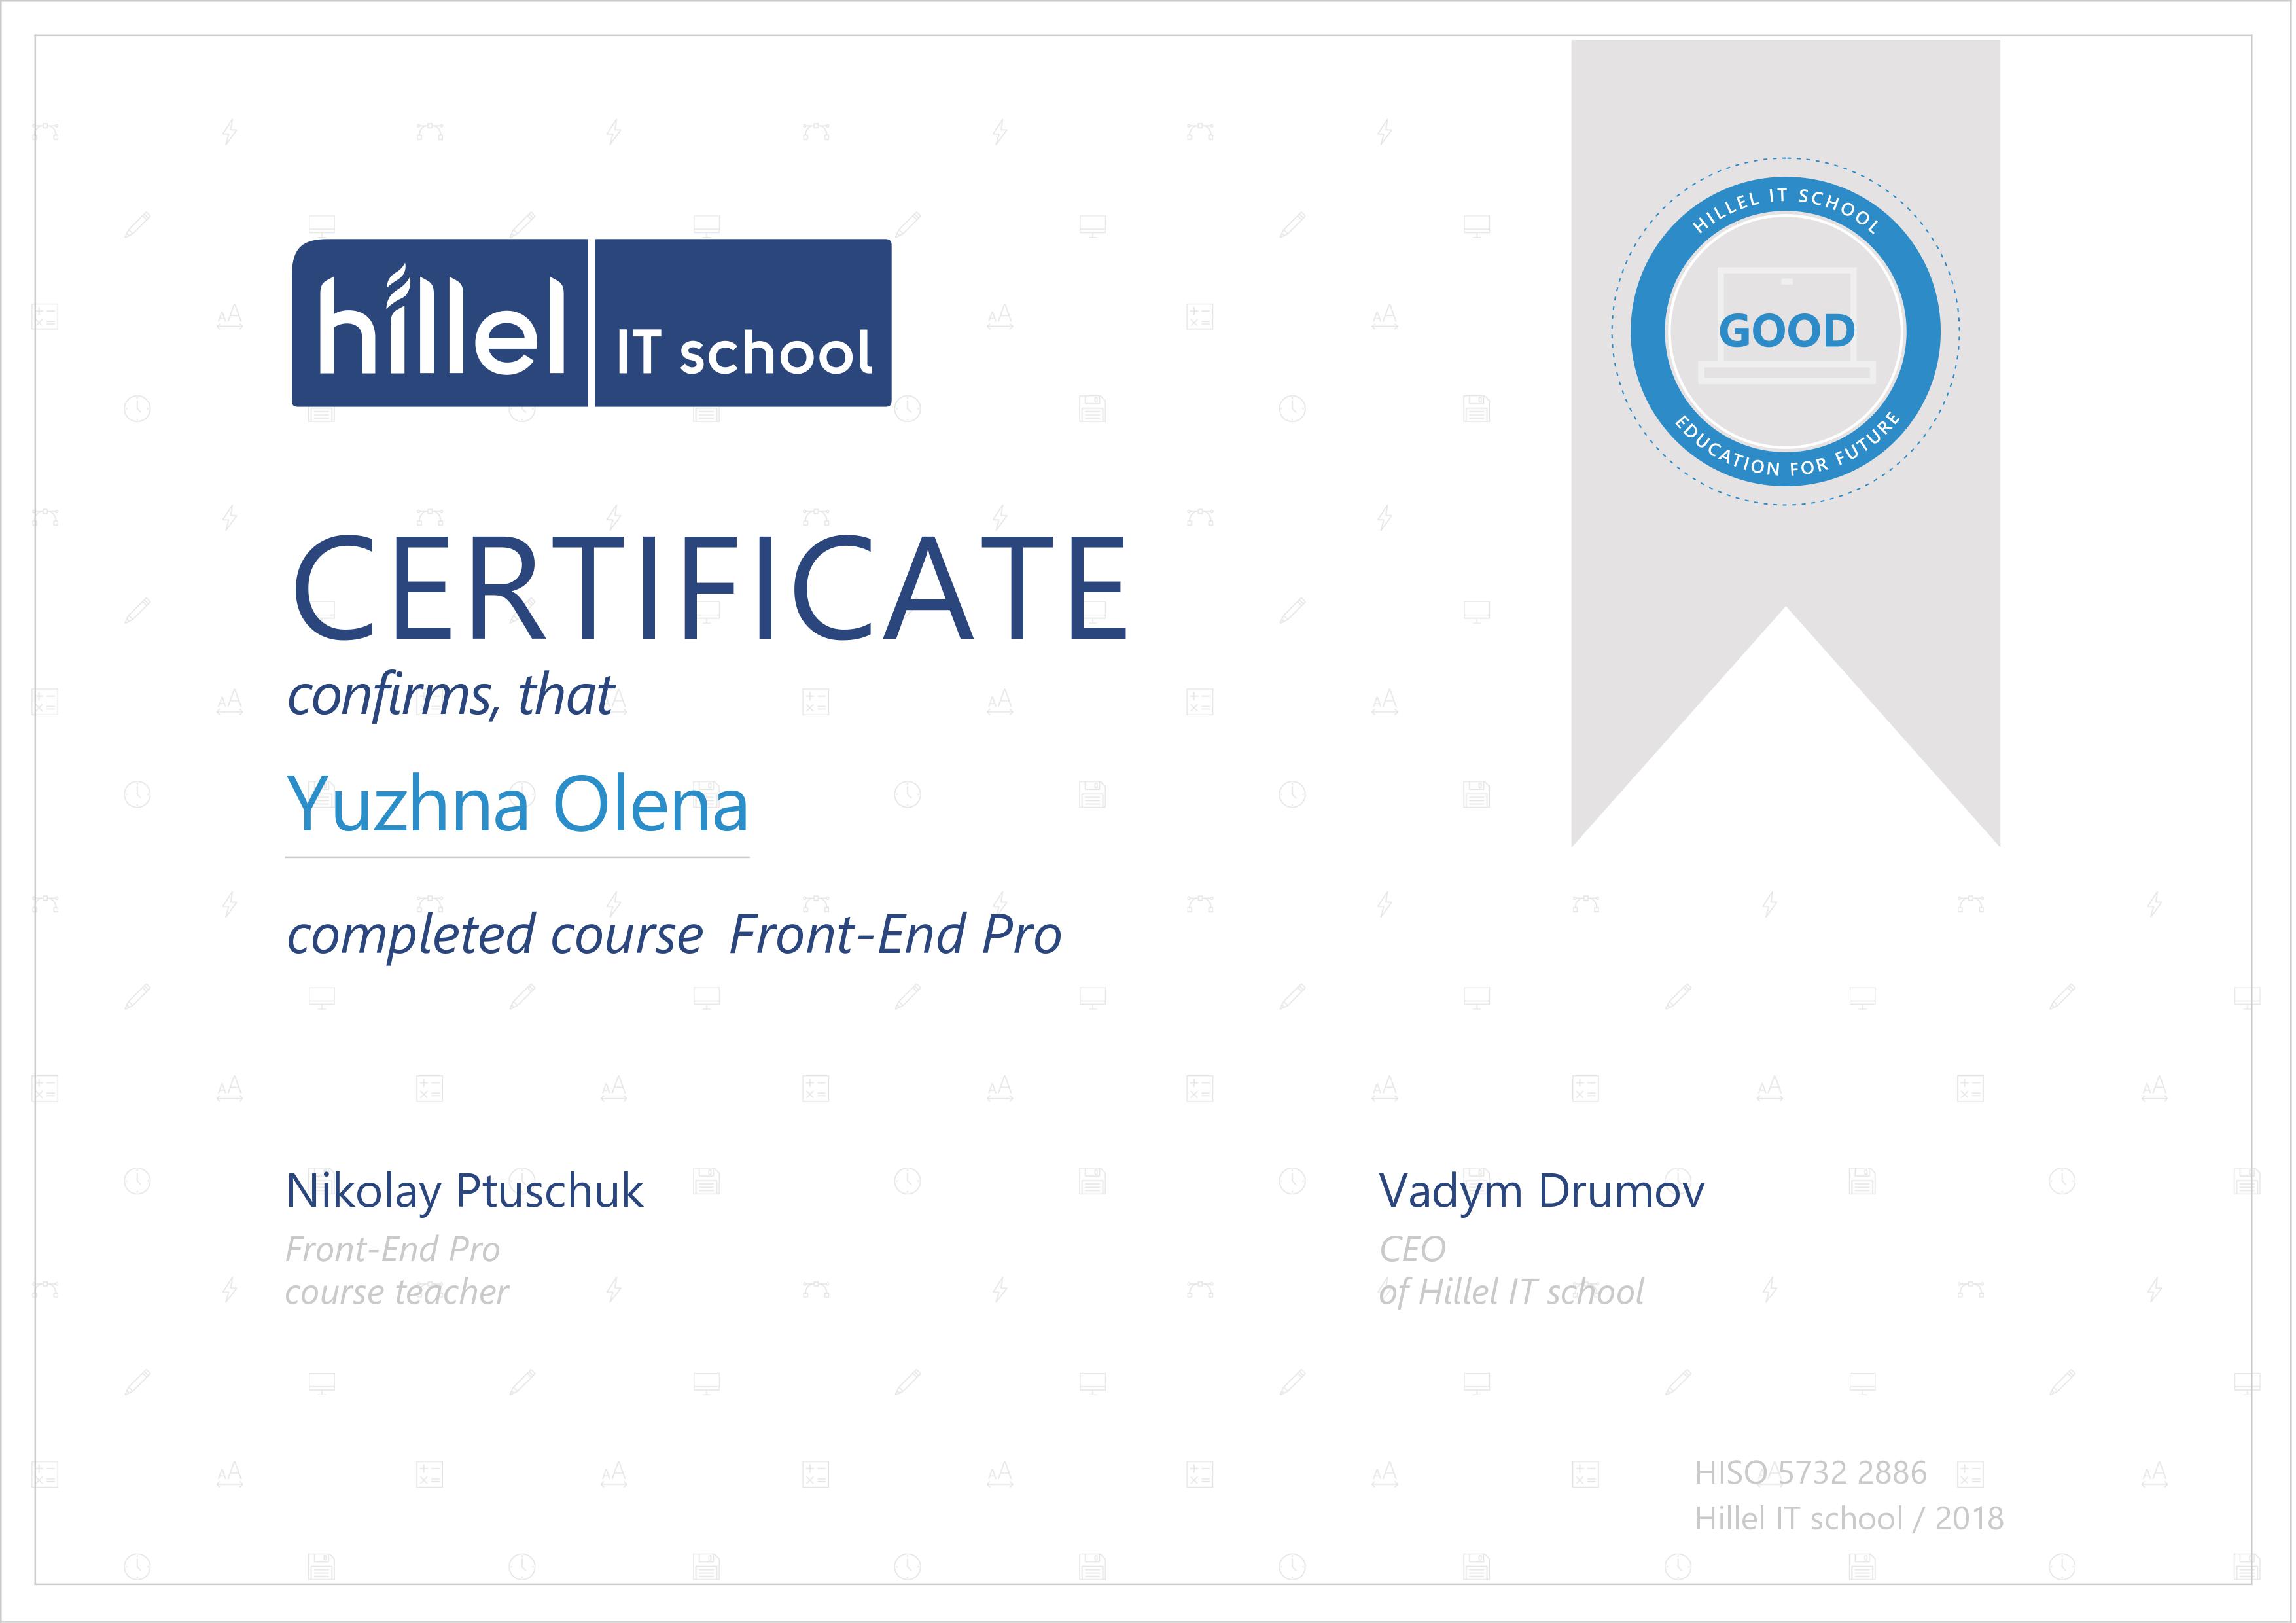 hillel IT school
HILLEL IT SCHOOL
GOOD
EDUCATION FOR FUTURE
CERTIFICATE
confirms, that
Yuzhna Olena
completed course Front-End Pro
Nikolay Ptuschuk
Front-End Pro
course teacher
Vadym Drumov
CEO
of Hillel IT school
HISO 5732 2886
Hillel IT school / 2018